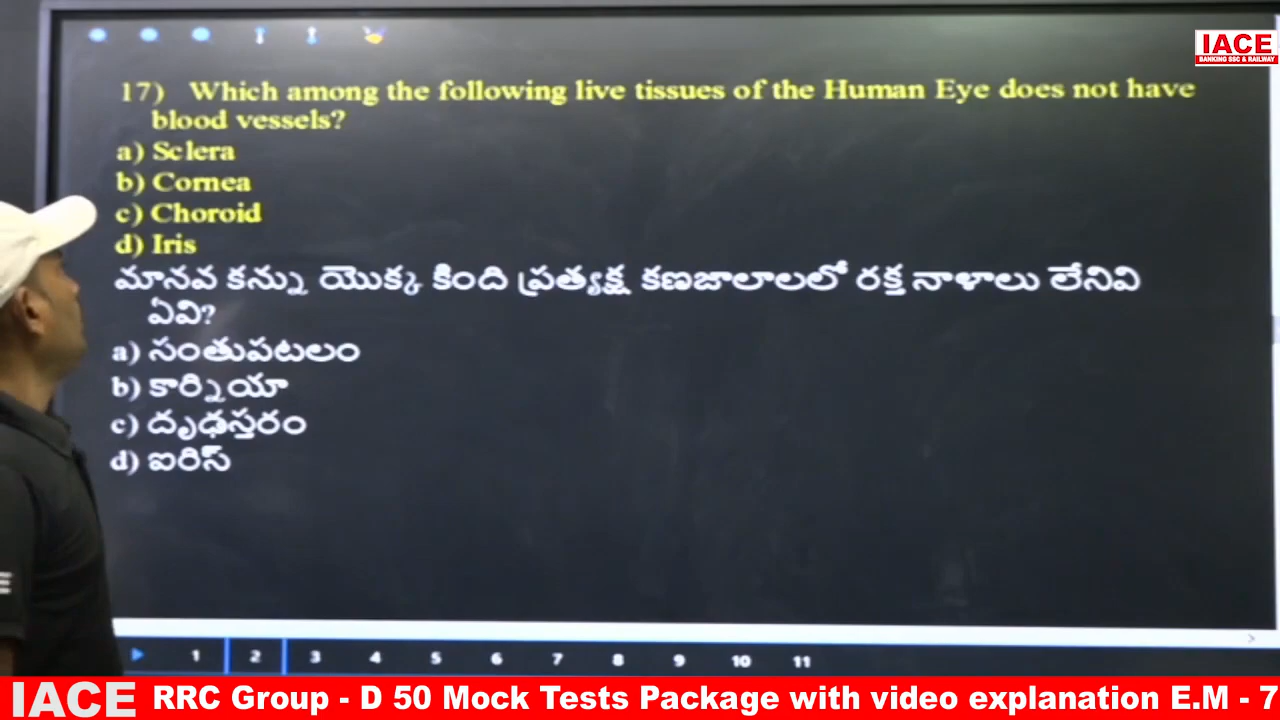 IACE
BANKING SSC & RAILWAY
17) Which among the following live tissues of the Human Eye does not have
blood vessels?
a) Sclera
b) Cornea
c) Choroid
d) Iris
మానవ కన్ను యొక్క కింది ప్రత్యక్ష కణజాలాలలో రక్త నాళాలు లేనివి
ఏవి?
a) సంతుపటలం
b) కార్నియా
c) దృఢస్తరం
d) ఐరిస్
1 2 3 4 5 6 7 8 9 10 11
IACE RRC Group - D 50 Mock Tests Package with video explanation E.M - 7